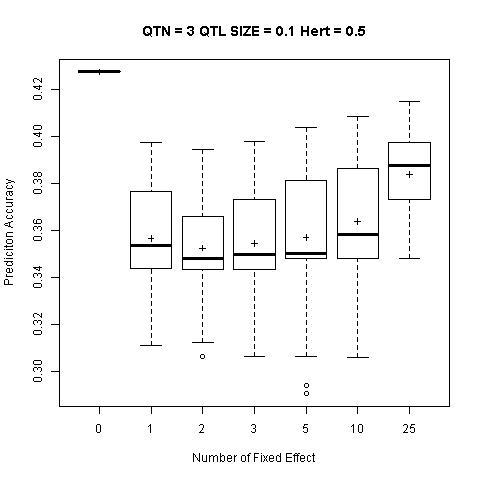 QTN = 3 QTL SIZE = 0.1 Hert = 0.5
Prediciton Accuracy
0.42
0.40
0.38
0.36
0.34
0.32
0.30
0 1 2 3 5 10 25
Number of Fixed Effect